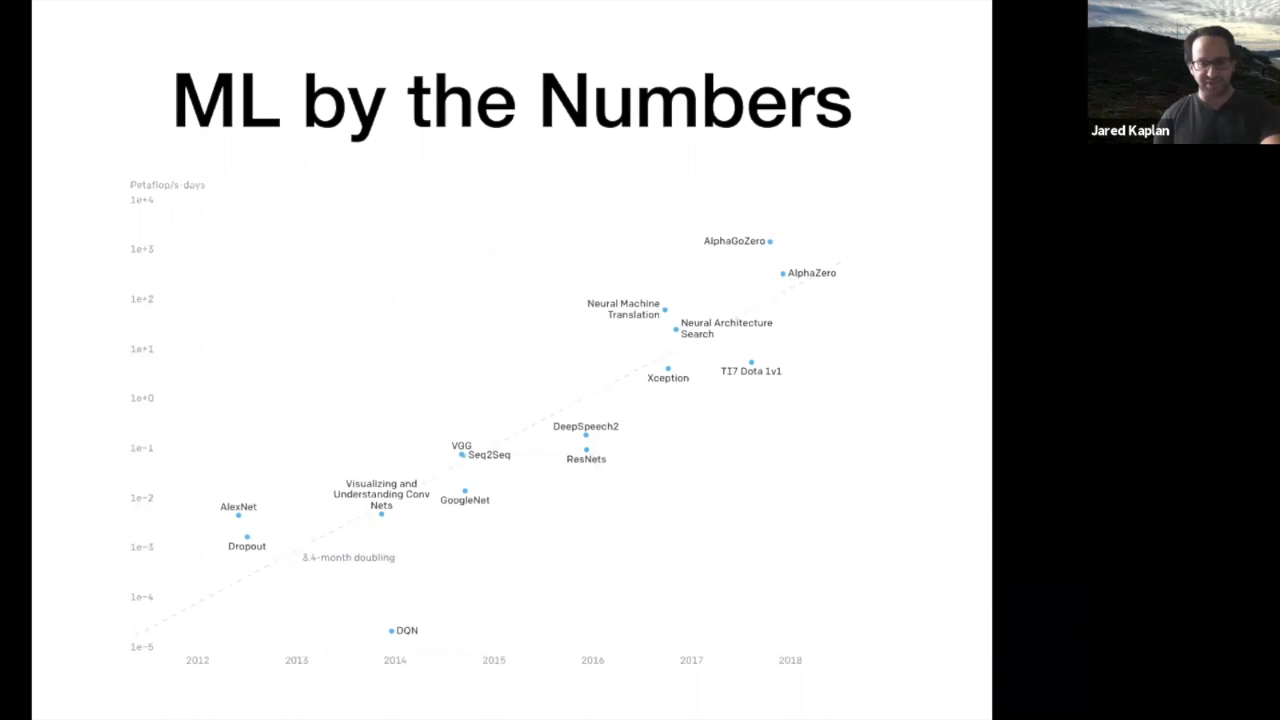 ML by the Numbers
Jared Kaplan
Petaflop/s-days
1e+4
1e+3
1e+2
1e+1
1e+0
1e-1
1e-2
1e-3
1e-4
1e-5
AlphaGoZero
AlphaZero
Neural Machine
Translation
Neural Architecture
Search
Xception
TI7 Dota 1v1
DeepSpeech2
ResNets
VGG
Seq2Seq
GoogleNet
Visualizing and
Understanding Conv
Nets
AlexNet
Dropout
3.4-month doubling
DQN
2012
2013
2014
2015
2016
2017
2018